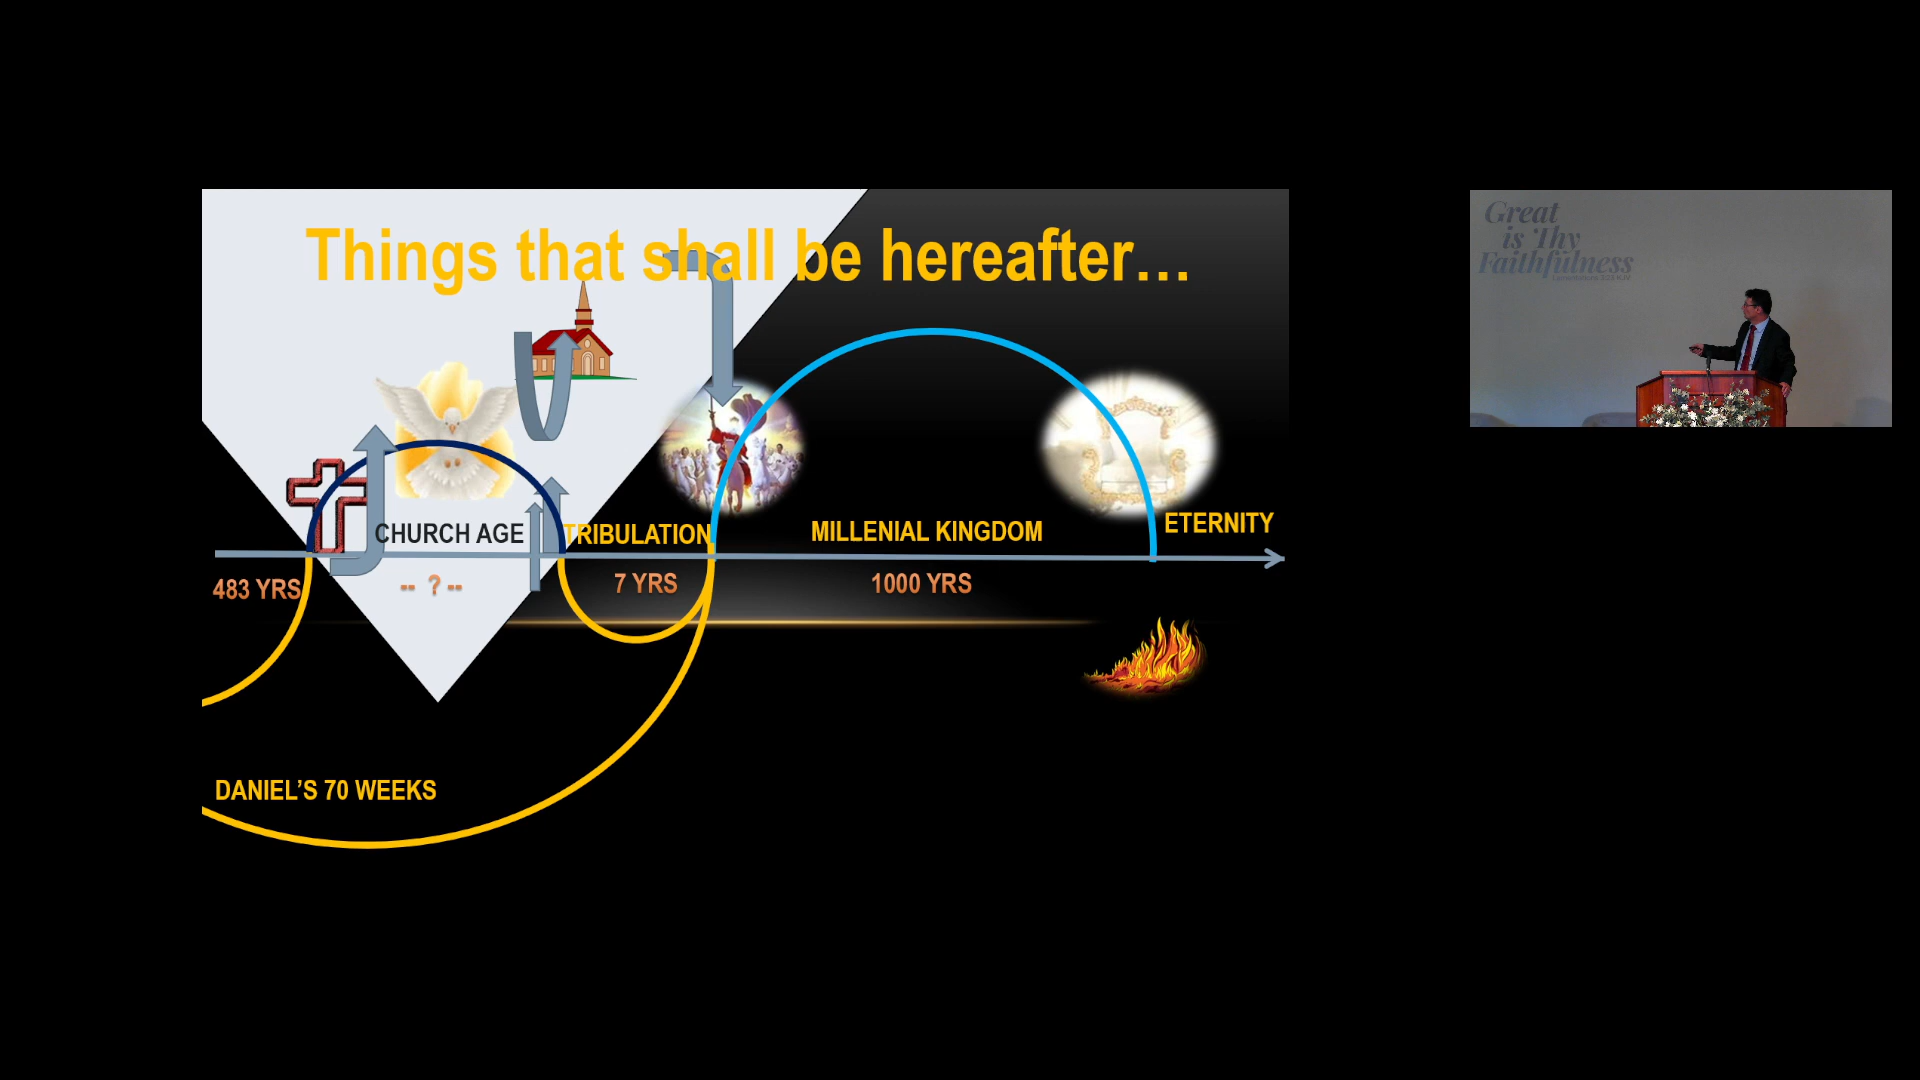 Things that shall be hereafter...
CHURCH AGE
TRIBULATION
MILLENIAL KINGDOM
ETERNITY
483 YRS
-- ? --
7 YRS
1000 YRS
DANIEL'S 70 WEEKS
Great
is Thy
Faithfulness